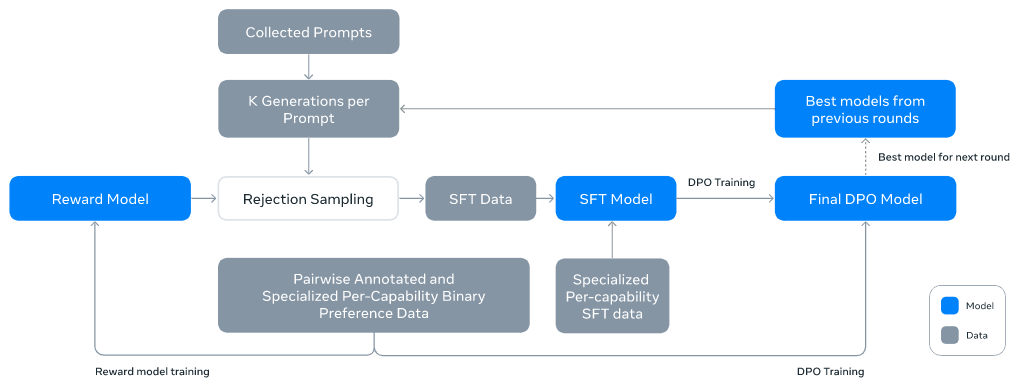 Collected Prompts
K Generations per
Prompt
Best models from
previous rounds
Best model for next round
Reward Model
Rejection Sampling
SFT Data
SFT Model
DPO Training
Final DPO Model
Pairwise Annotated and
Specialized Per-Capability Binary
Preference Data
Specialized
Per-capability
SFT data
Model
Data
Reward model training
DPO Training